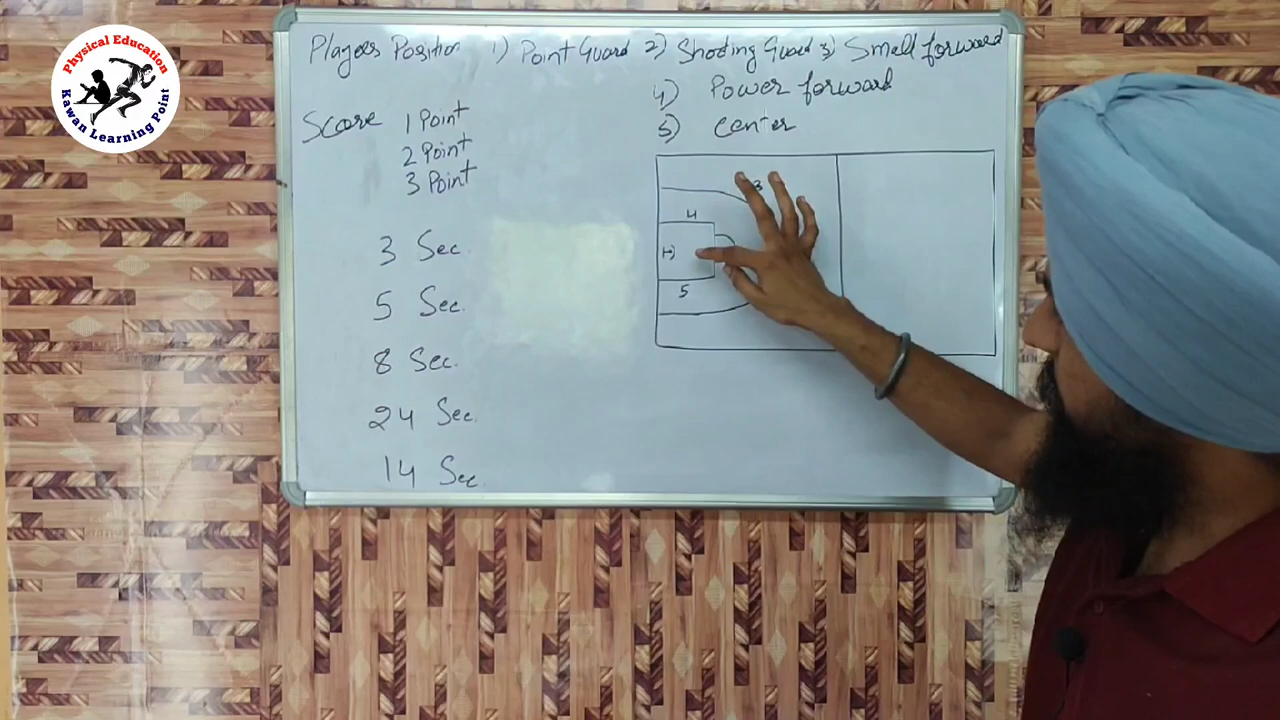 Physical Education
Kawan Learning Point
Players Position 1) Point Guard 2) Shooting Guard 3) Small forward
4) Power forward
5) Center
Score 1 Point
2 Point
3 Point
3 Sec.
5 Sec.
8 Sec.
24 Sec.
14 Sec.
3
4
5